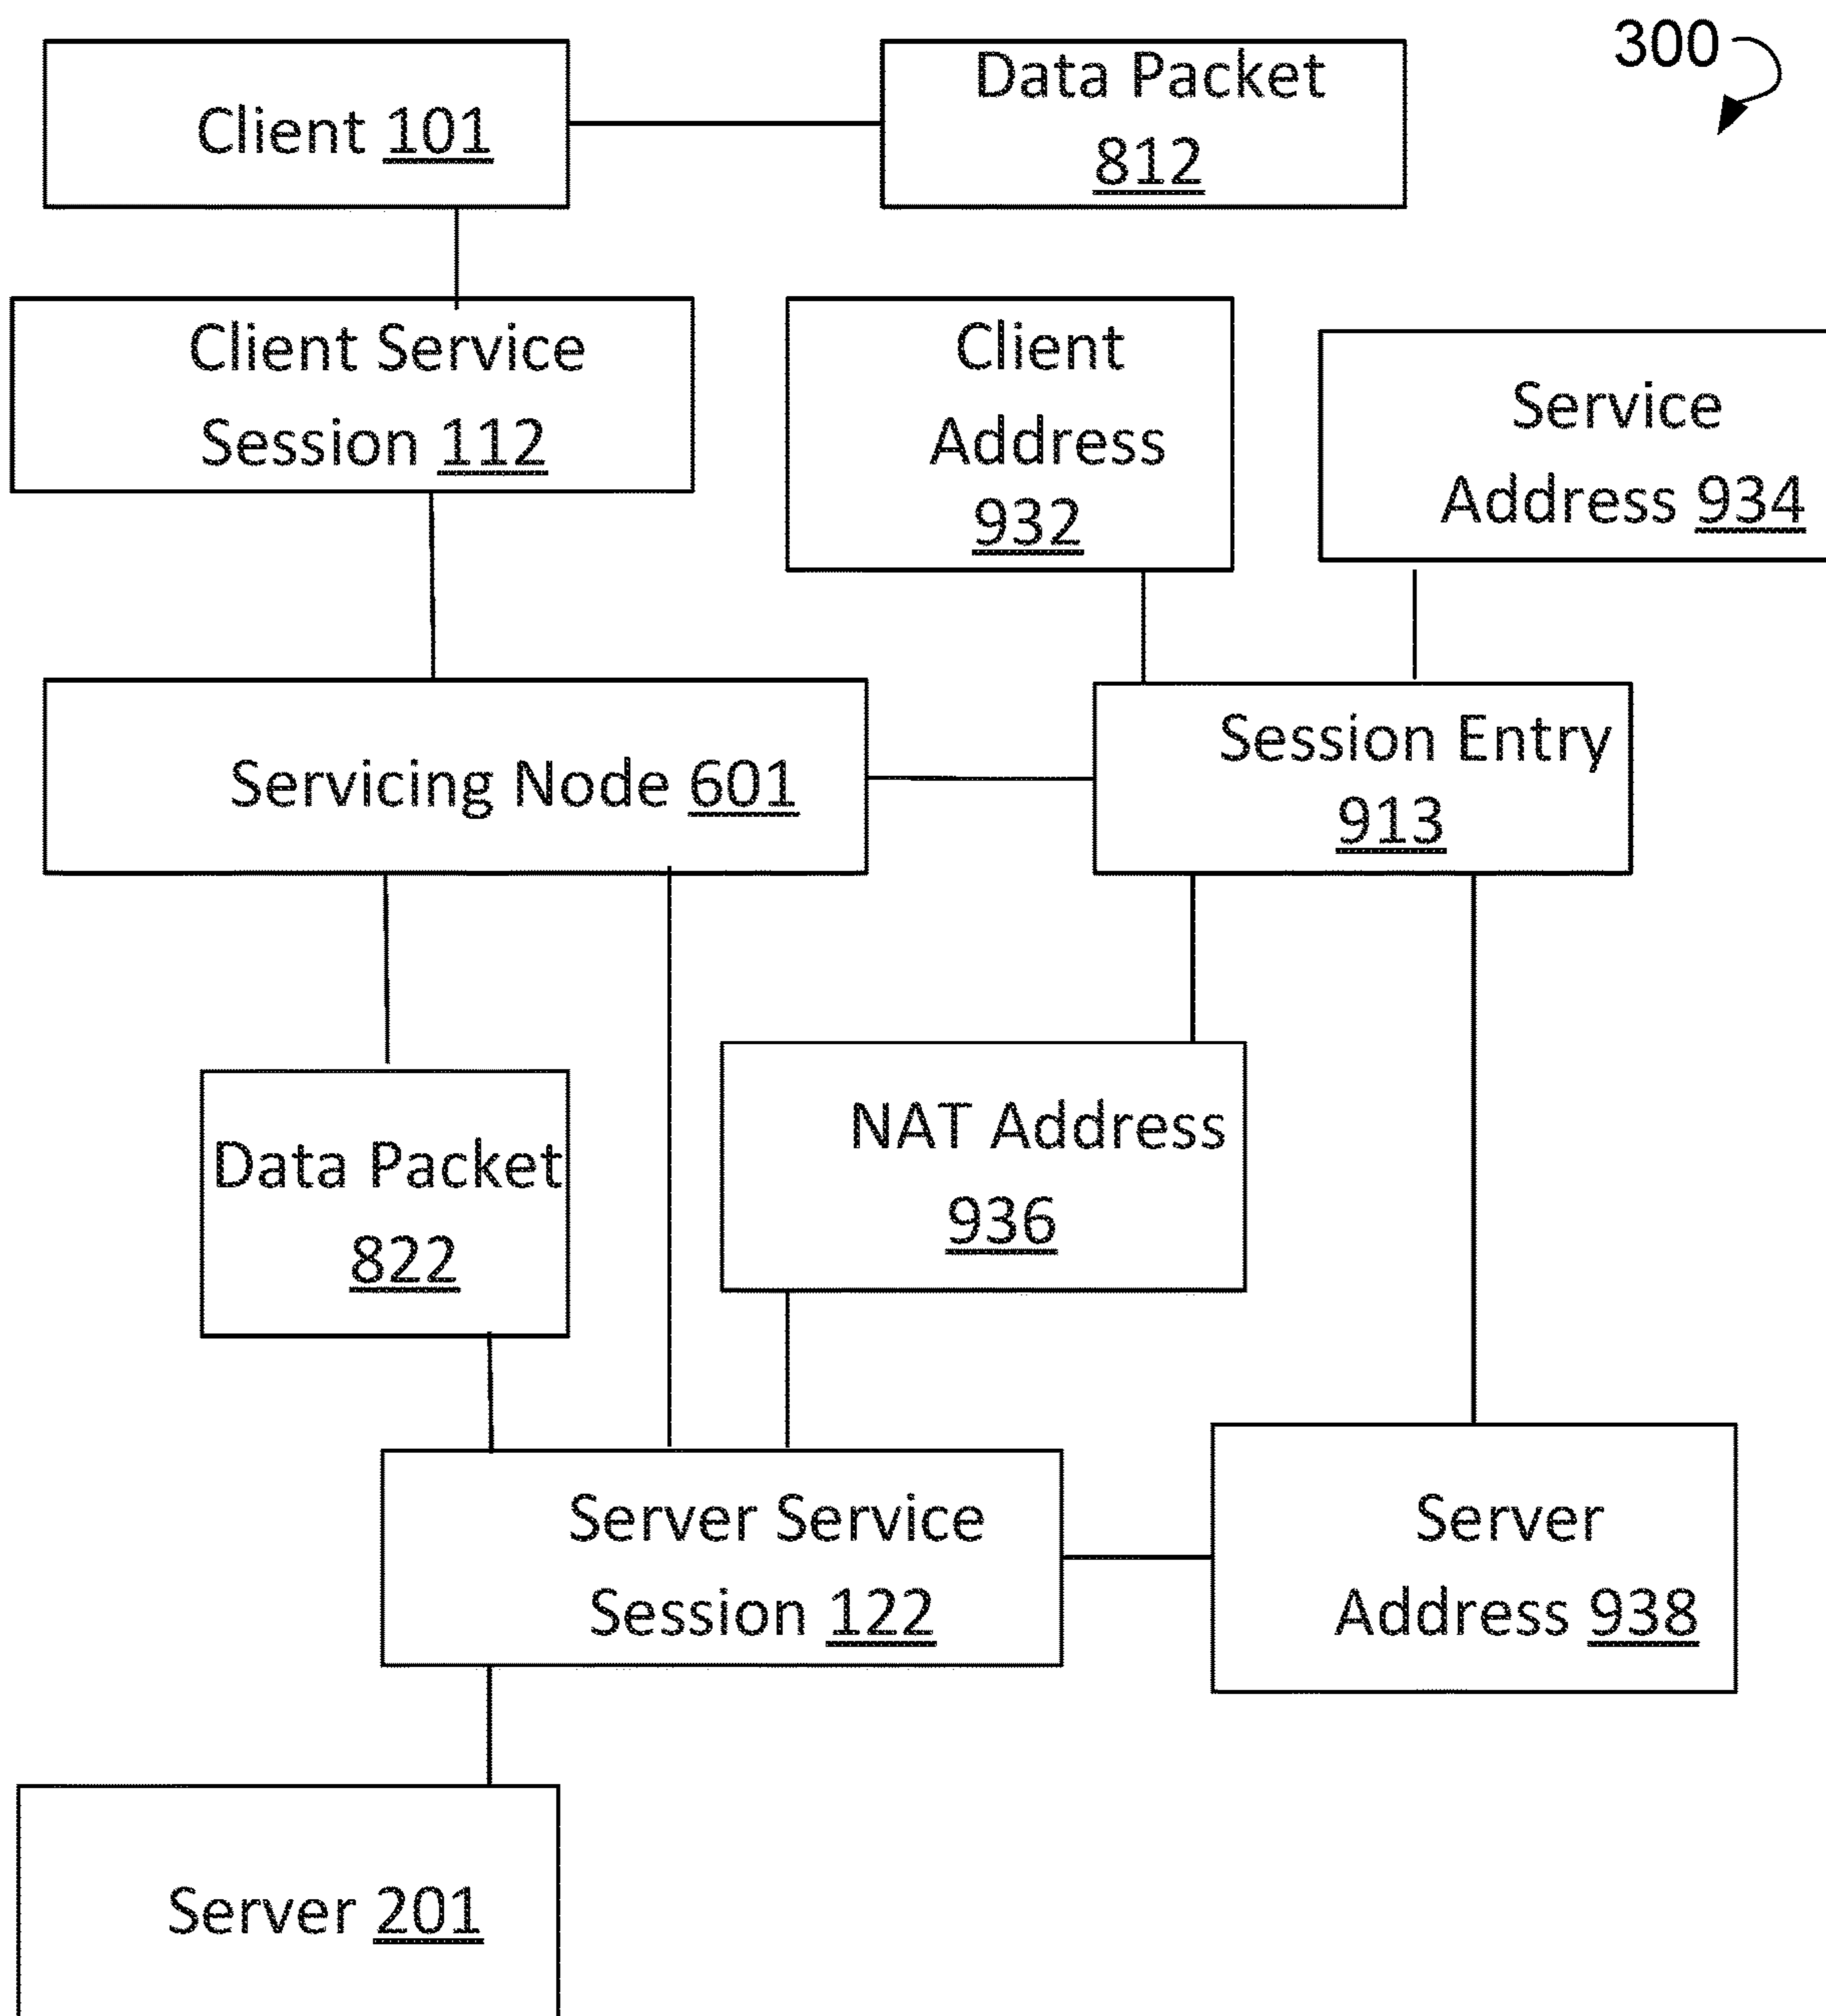 300
Client 101
Data Packet
812
Client Service
Session 112
Client
Address
932
Service
Address 934
Servicing Node 601
Session Entry
913
Data Packet
822
NAT Address
936
Server Service
Session 122
Server
Address 938
Server 201